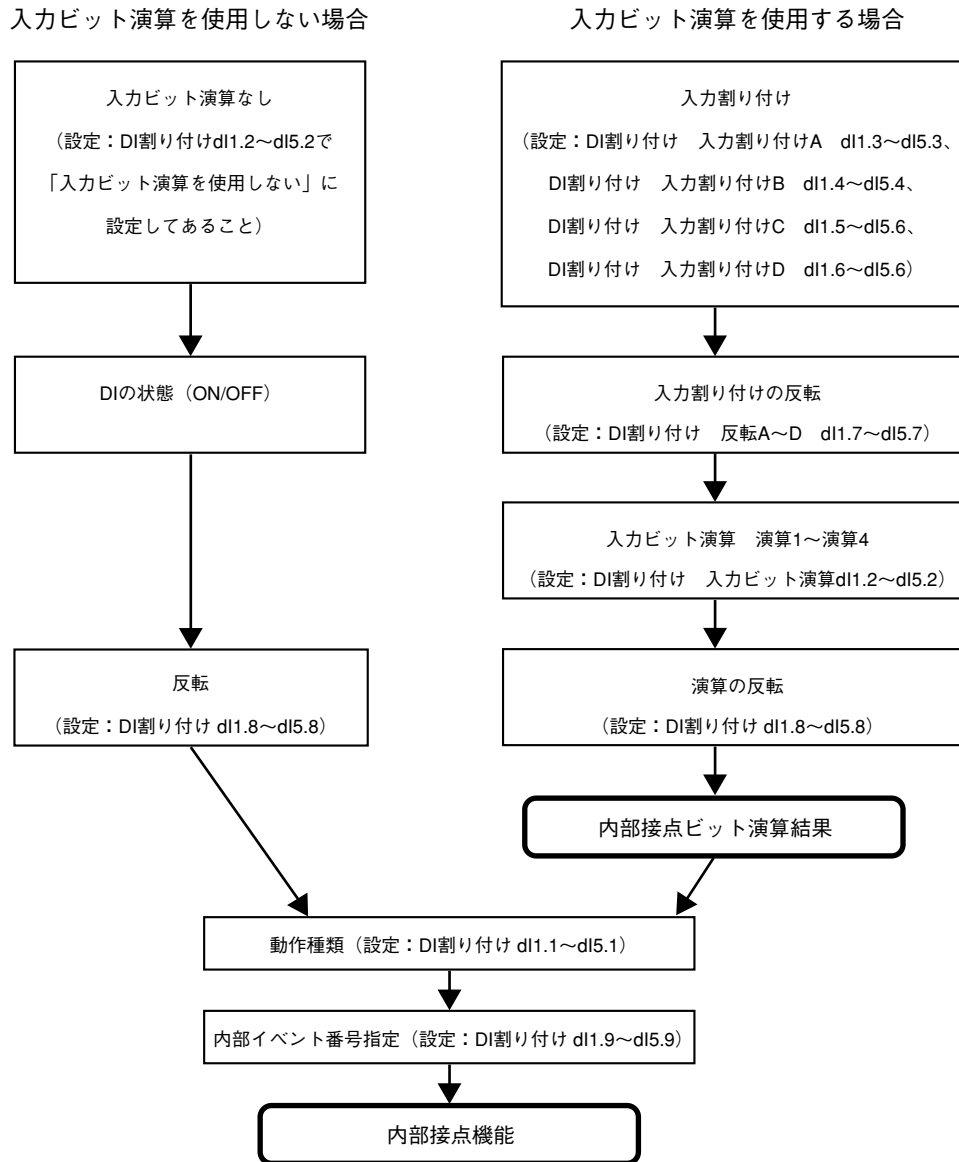 入力ビット演算を使用しない場合
入力ビット演算なし
（設定：DI割り付けdI1.2～dI5.2で
「入力ビット演算を使用しない」に
設定してあること）
DIの状態（ON/OFF）
反転
（設定：DI割り付け dI1.8～dI5.8）
入力ビット演算を使用する場合
入力割り付け
（設定：DI割り付け　入力割り付けA　dI1.3～dI5.3、
DI割り付け　入力割り付けB　dI1.4～dI5.4、
DI割り付け　入力割り付けC　dI1.5～dI5.6、
DI割り付け　入力割り付けD　dI1.6～dI5.6）
入力割り付けの反転
（設定：DI割り付け　反転A～D　dI1.7～dI5.7）
入力ビット演算　演算1～演算4
（設定：DI割り付け　入力ビット演算dI1.2～dI5.2）
演算の反転
（設定：DI割り付け dI1.8～dI5.8）
内部接点ビット演算結果
動作種類（設定：DI割り付け dI1.1～dI5.1）
内部イベント番号指定（設定：DI割り付け dI1.9～dI5.9）
内部接点機能